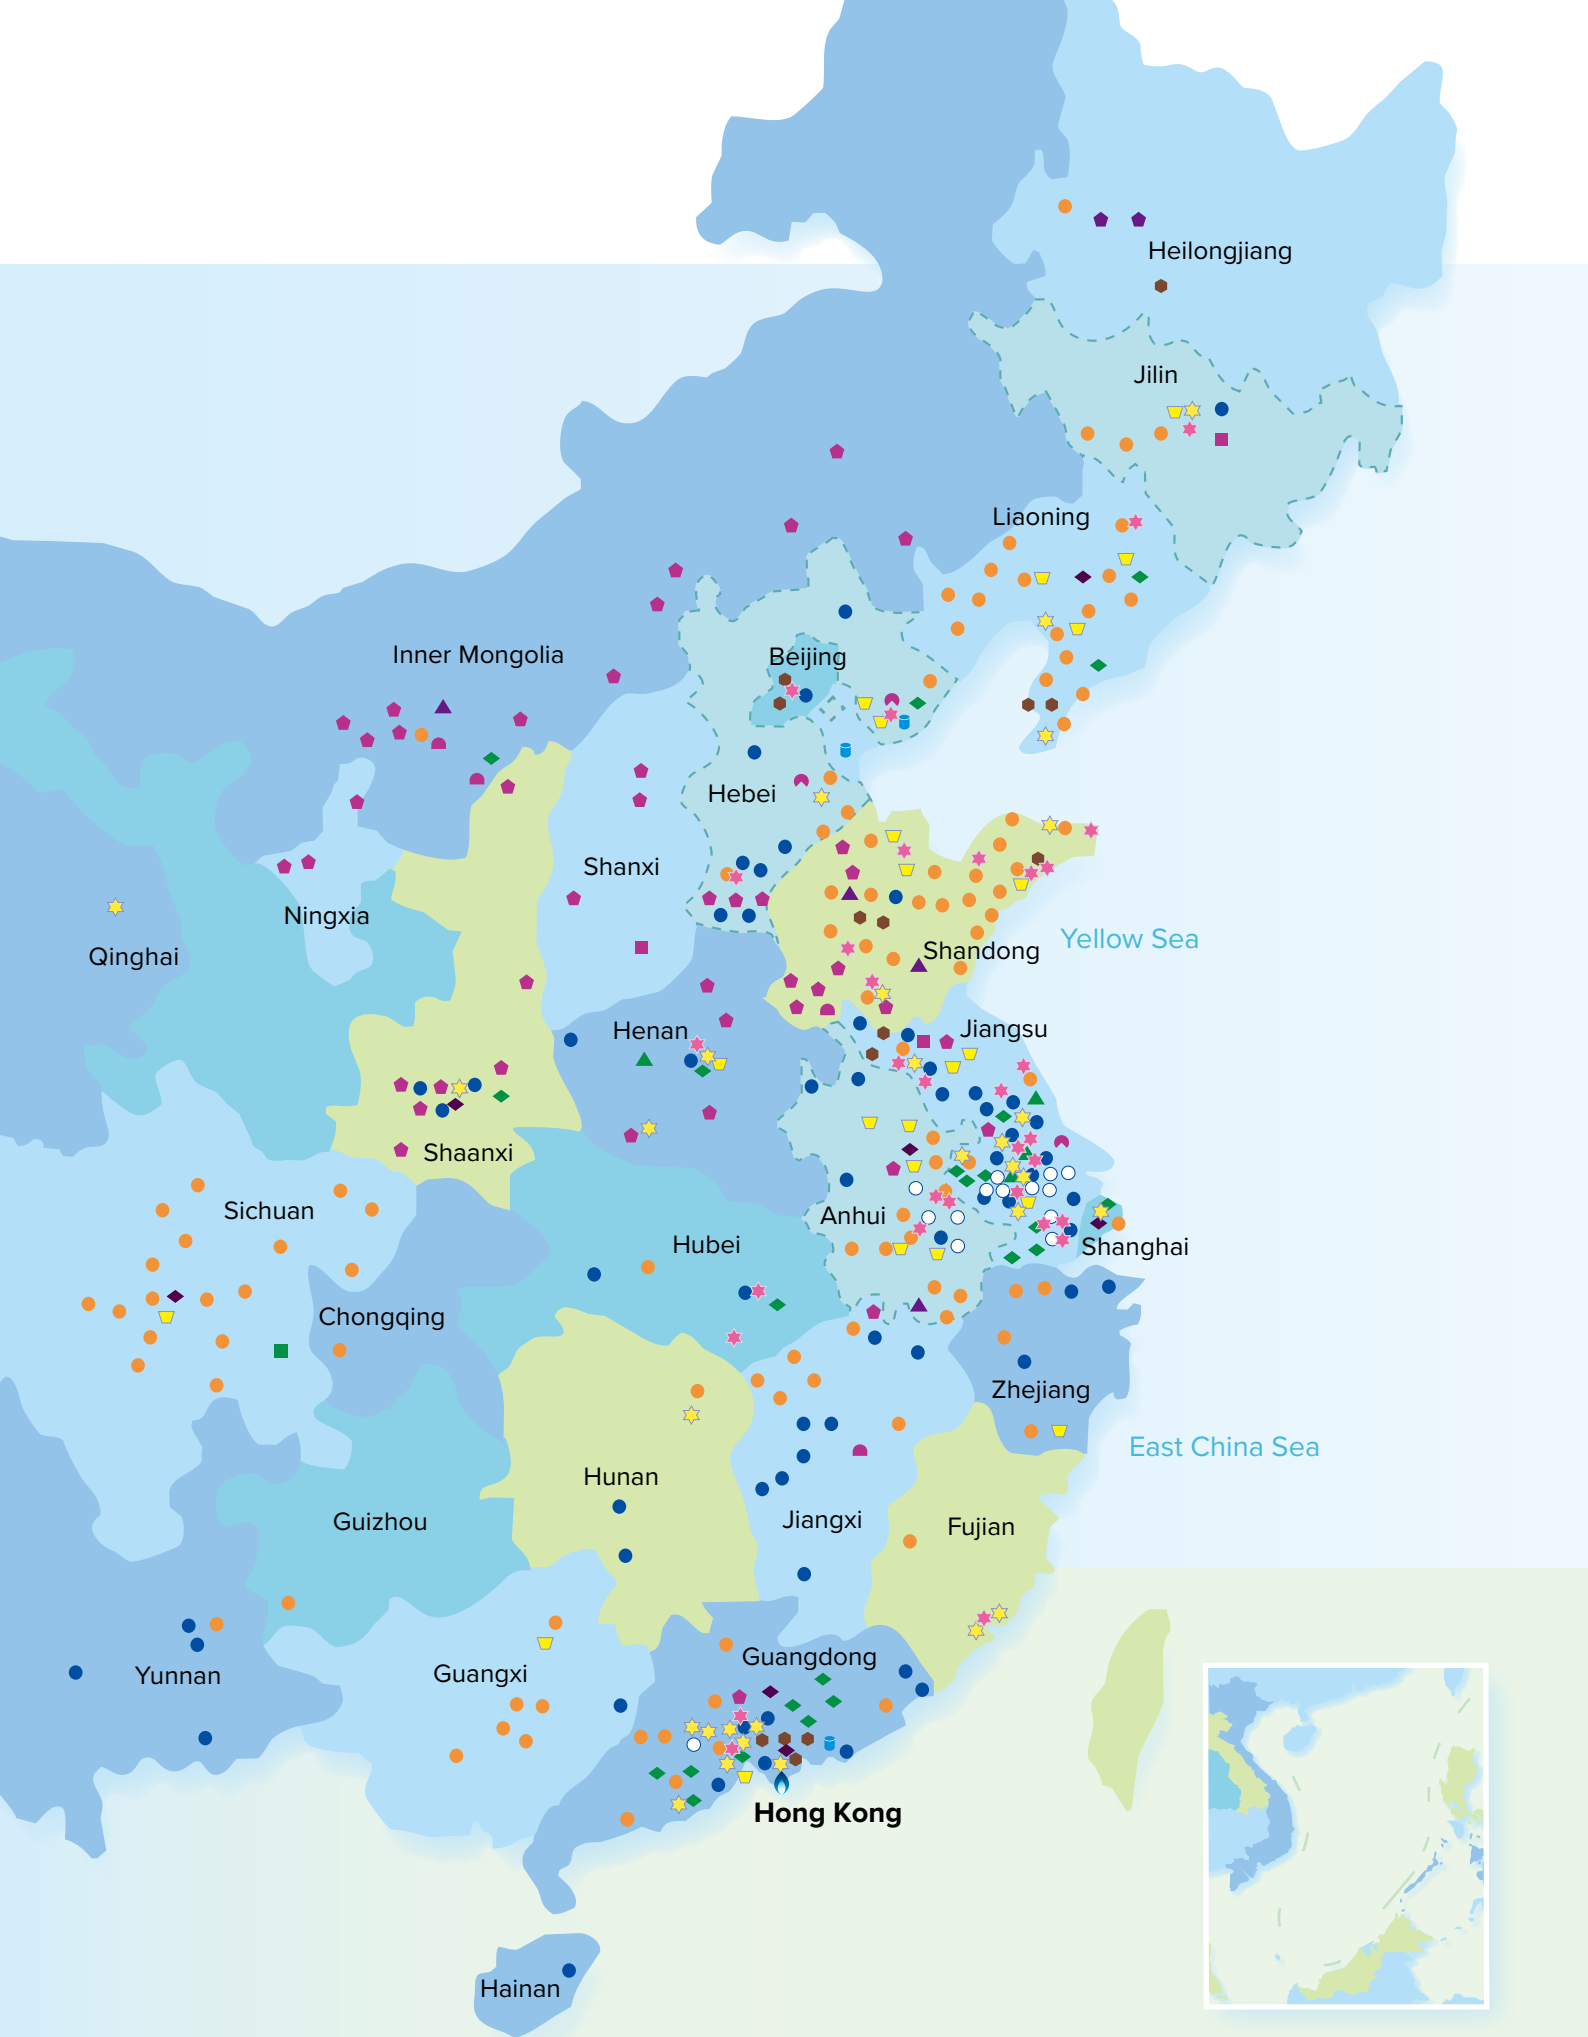 Heilongjiang
Jilin
Liaoning
Inner Mongolia
Beijing
Hebei
Shanxi
Ningxia
Qinghai
Shandong
Yellow Sea
Henan
Jiangsu
Shaanxi
Sichuan
Anhui
Hubei
Shanghai
Chongqing
Zhejiang
East China Sea
Hunan
Guizhou
Jiangxi
Fujian
Guangdong
Guangxi
Yunnan
Hong Kong
Hainan